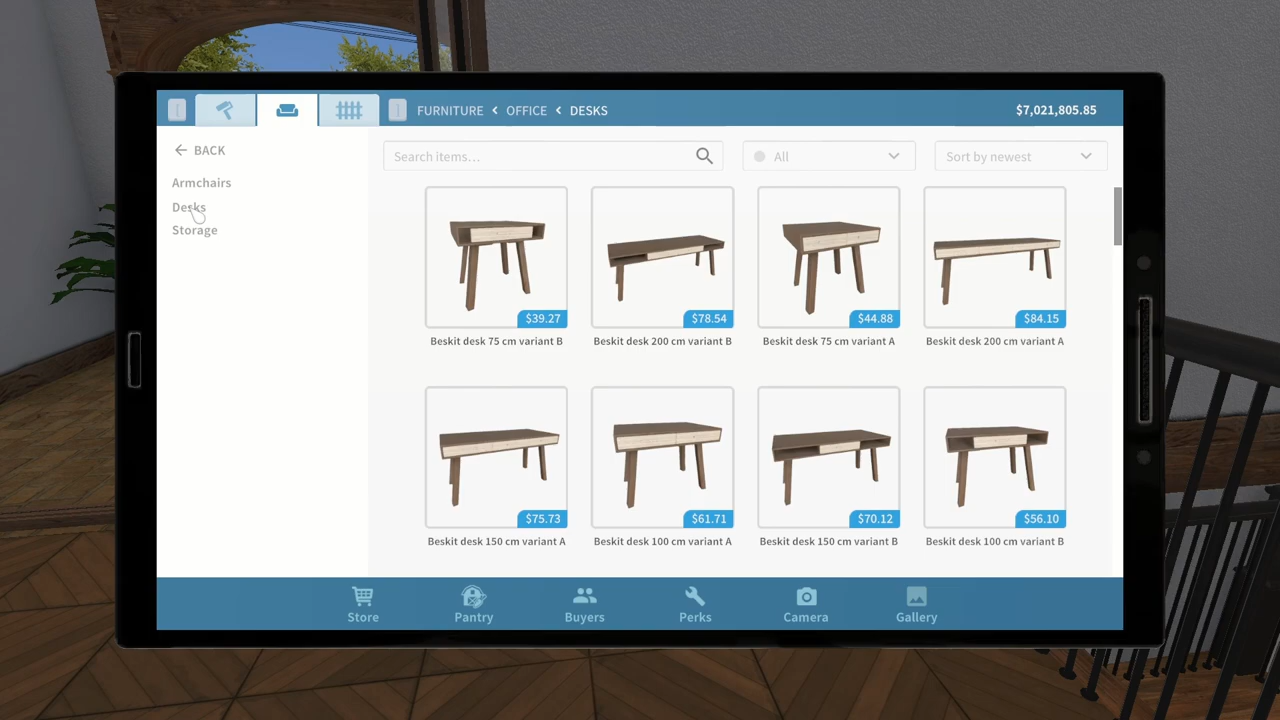 FURNITURE < OFFICE < DESKS
$7,021,805.85
BACK
Search items...
All
Sort by newest
Armchairs
Desks
Storage
$39.27
$78.54
$44.88
$84.15
Beskit desk 75 cm variant B
Beskit desk 200 cm variant B
Beskit desk 75 cm variant A
Beskit desk 200 cm variant A
$75.73
$61.71
$70.12
$56.10
Beskit desk 150 cm variant A
Beskit desk 100 cm variant A
Beskit desk 150 cm variant B
Beskit desk 100 cm variant B
Store
Pantry
Buyers
Perks
Camera
Gallery